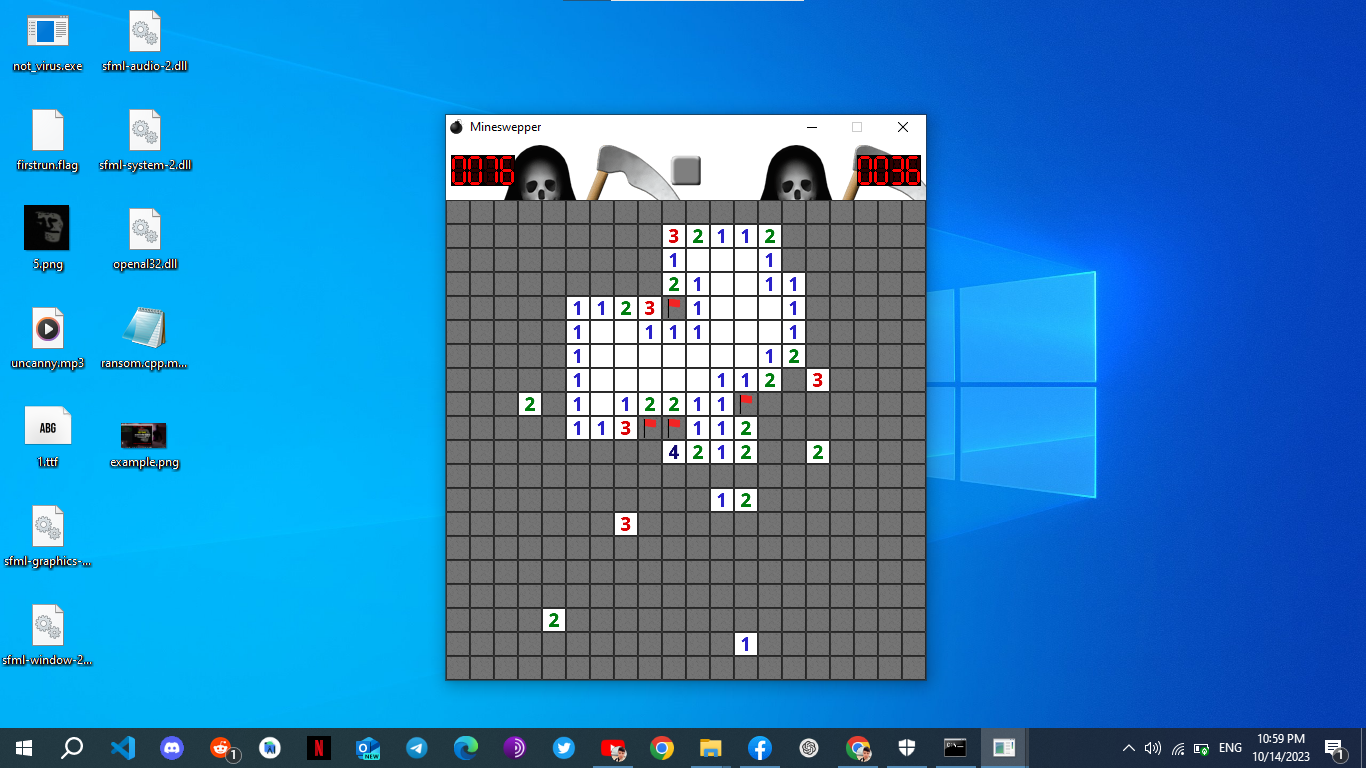 not_virus.exe
sfml-audio-2.dll
firstrun.flag
sfml-system-2.dll
5.png
openal32.dll
uncanny.mp3
ransom.cpp.m...
ABG
1.ttf
example.png
sfml-graphics-...
sfml-window-2...
Mineswepper
0076
0036
3 2 1 1 2
1 1
2 1 1 1
1 1 2 3 1 1
1 1 1 1 1
1 1 2
1 1 1 2 3
2 1 1 2 2 1 1
1 1 3 1 1 2
4 2 1 2 2
1 2
3
2
1
1
N
NEW
ENG
10:59 PM
10/14/2023
1